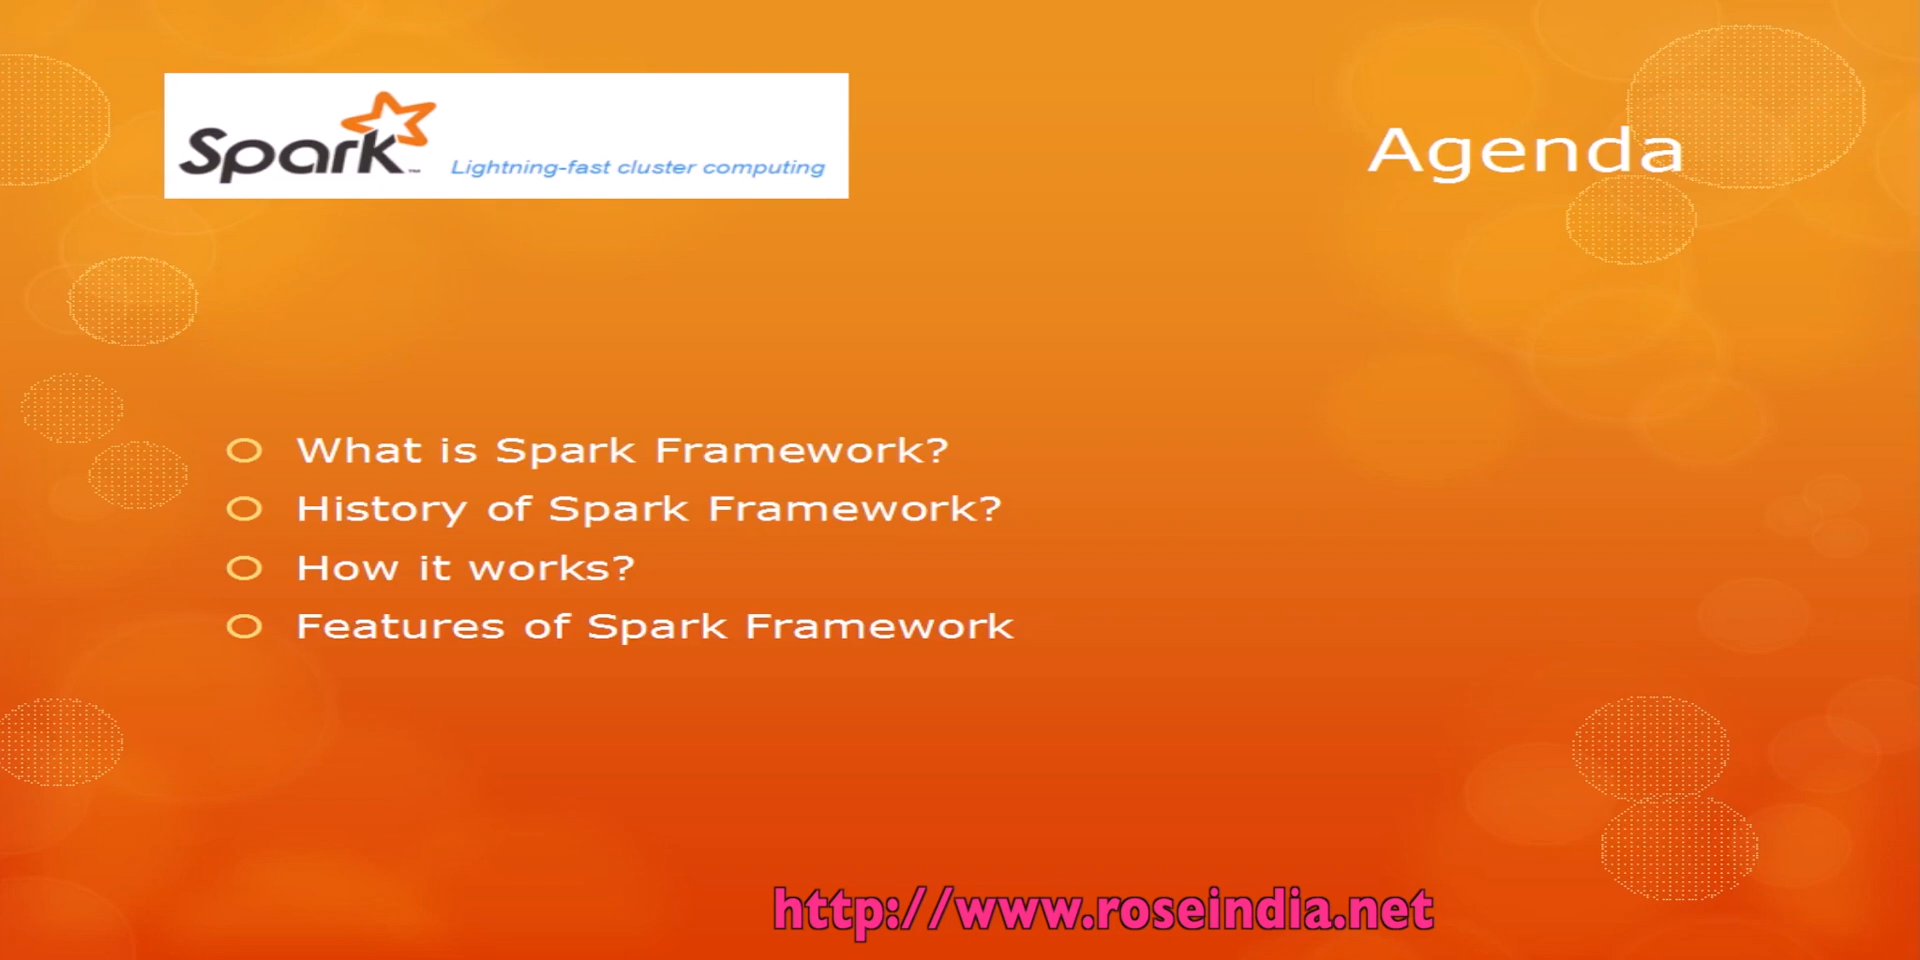 Spark™ Lightning-fast cluster computing
Agenda
What is Spark Framework?
History of Spark Framework?
How it works?
Features of Spark Framework
http://www.roseindia.net